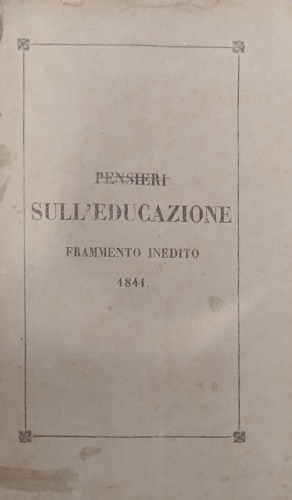 PENSIERI
SULL'EDUCAZIONE
FRAMMENTO INEDITO
1841.